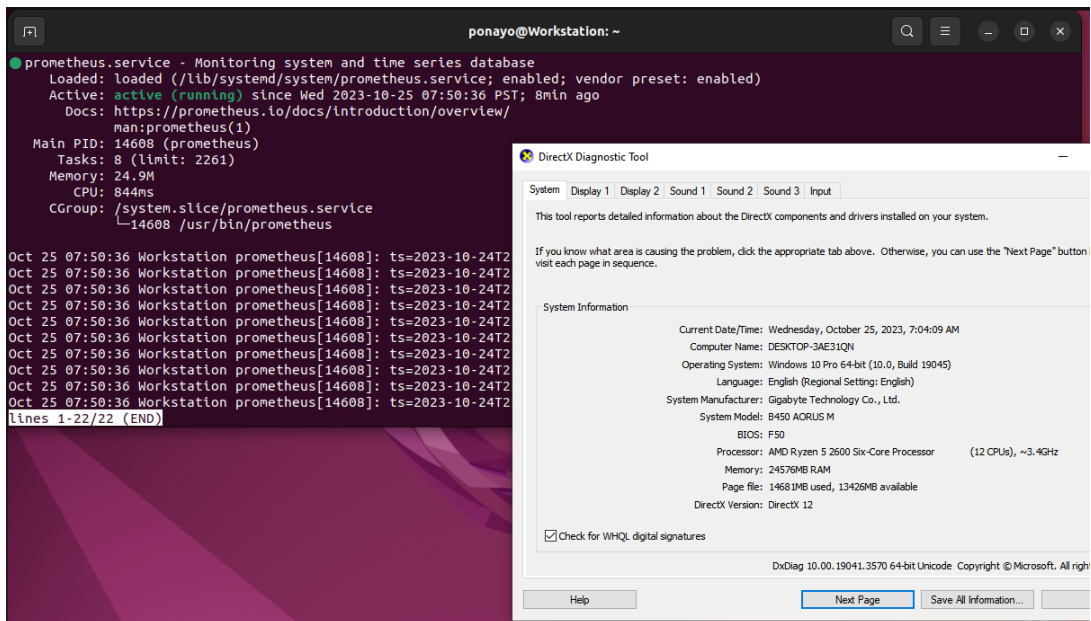 ponayo@Workstation: ~
prometheus.service - Monitoring system and time series database
Loaded: loaded (/lib/systemd/system/prometheus.service; enabled; vendor preset: enabled)
Active: active (running) since Wed 2023-10-25 07:50:36 PST; 8min ago
Docs: https://prometheus.io/docs/introduction/overview/
man:prometheus(1)
Main PID: 14608 (prometheus)
Tasks: 8 (limit: 2261)
Memory: 24.9M
CPU: 844ms
CGroup: /system.slice/prometheus.service
└─14608 /usr/bin/prometheus
Oct 25 07:50:36 Workstation prometheus[14608]: ts=2023-10-24T2
Oct 25 07:50:36 Workstation prometheus[14608]: ts=2023-10-24T2
Oct 25 07:50:36 Workstation prometheus[14608]: ts=2023-10-24T2
Oct 25 07:50:36 Workstation prometheus[14608]: ts=2023-10-24T2
Oct 25 07:50:36 Workstation prometheus[14608]: ts=2023-10-24T2
Oct 25 07:50:36 Workstation prometheus[14608]: ts=2023-10-24T2
Oct 25 07:50:36 Workstation prometheus[14608]: ts=2023-10-24T2
Oct 25 07:50:36 Workstation prometheus[14608]: ts=2023-10-24T2
Oct 25 07:50:36 Workstation prometheus[14608]: ts=2023-10-24T2
Oct 25 07:50:36 Workstation prometheus[14608]: ts=2023-10-24T2
lines 1-22/22 (END)
DirectX Diagnostic Tool
System Display 1 Display 2 Sound 1 Sound 2 Sound 3 Input
This tool reports detailed information about the DirectX components and drivers installed on your system.
If you know what area is causing the problem, click the appropriate tab above. Otherwise, you can use the "Next Page" button
visit each page in sequence.
System Information
Current Date/Time: Wednesday, October 25, 2023, 7:04:09 AM
Computer Name: DESKTOP-3AE31QN
Operating System: Windows 10 Pro 64-bit (10.0, Build 19045)
Language: English (Regional Setting: English)
System Manufacturer: Gigabyte Technology Co., Ltd.
System Model: B450 AORUS M
BIOS: F50
Processor: AMD Ryzen 5 2600 Six-Core Processor (12 CPUs), ~3.4GHz
Memory: 24576MB RAM
Page file: 14681MB used, 13426MB available
DirectX Version: DirectX 12
Check for WHQL digital signatures
DxDiag 10.00.19041.3570 64-bit Unicode Copyright © Microsoft. All righ
Help Next Page Save All Information...